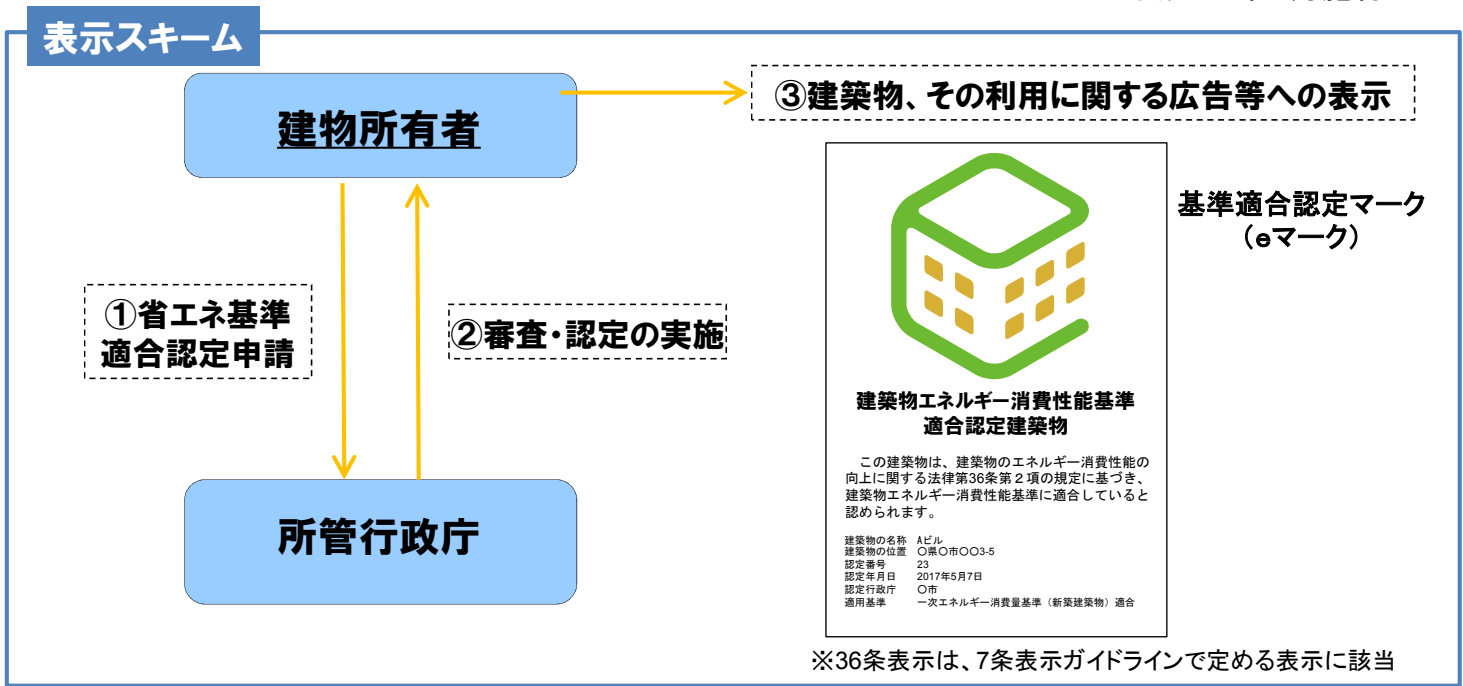 表示スキーム
建物所有者
③建築物、その利用に関する広告等への表示
①省エネ基準
適合認定申請
②審査・認定の実施
所管行政庁
基準適合認定マーク
（eマーク）
建築物エネルギー消費性能基準
適合認定建築物
この建築物は、建築物のエネルギー消費性能の
向上に関する法律第36条第２項の規定に基づき、
建築物エネルギー消費性能基準に適合していると
認められます。
建築物の名称 Aビル
建築物の位置 〇県〇市〇〇3-5
認定番号 23
認定年月日 2017年5月7日
認定行政庁 〇市
適用基準 一次エネルギー消費量基準（新築建築物）適合
※36条表示は、7条表示ガイドラインで定める表示に該当